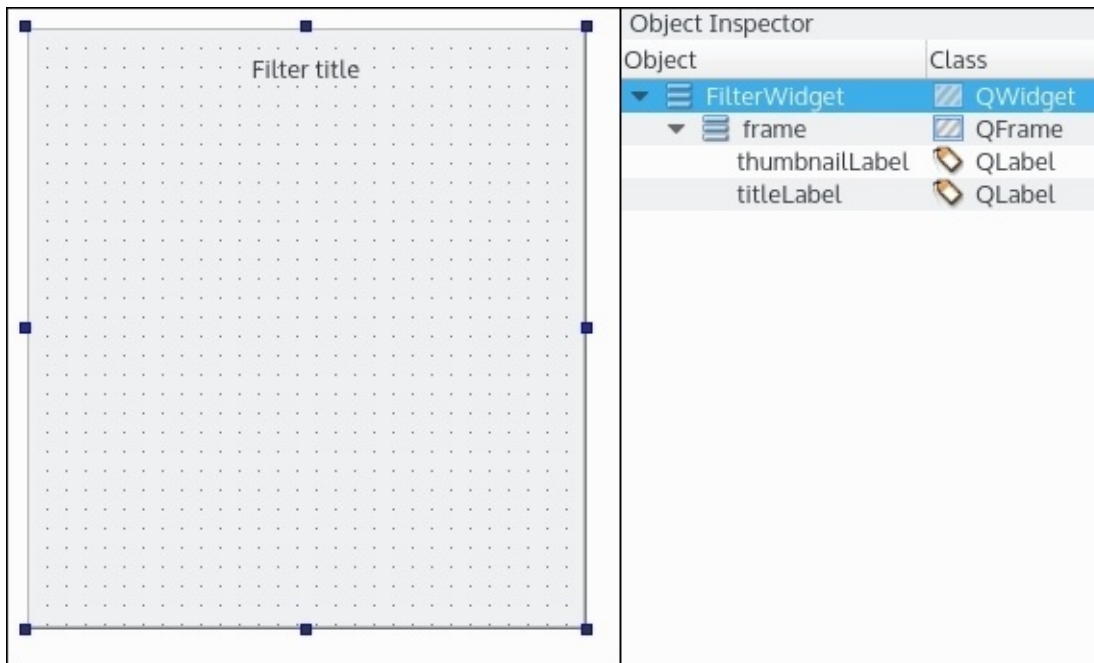 Filter title
Object Inspector
Object Class
FilterWidget QWidget
frame QFrame
thumbnailLabel QLabel
titleLabel QLabel